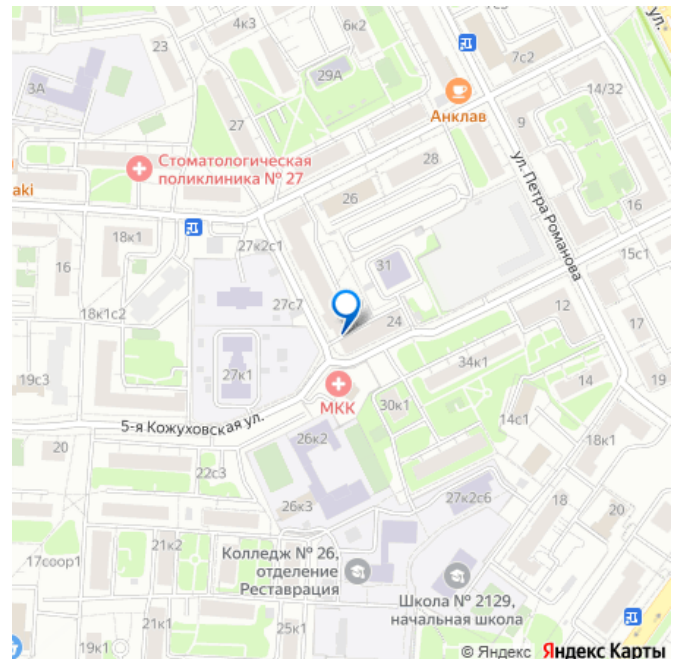 4к3
6к2
ул.
23
7с2
29А
3А
14/32
Анклав
9
27
Стоматологическая
поликлиника № 27
28
aki
ул. Петра Романова
26
16
18к1
27к2с1
15с1
31
16
27с7
18к1с2
24
12
17
34к1
27к1
19с3
МКК
14
19
30к1
5-я Кожуховская ул.
14с1
26к2
18к1
20
22с3
27к2с6
18
26к3
20
21к2
Колледж № 26,
отделение
Реставрация
17соор1
Школа № 2129,
начальная школа
21к1
25к1
19к1
© Яндекс Яндекс Карты